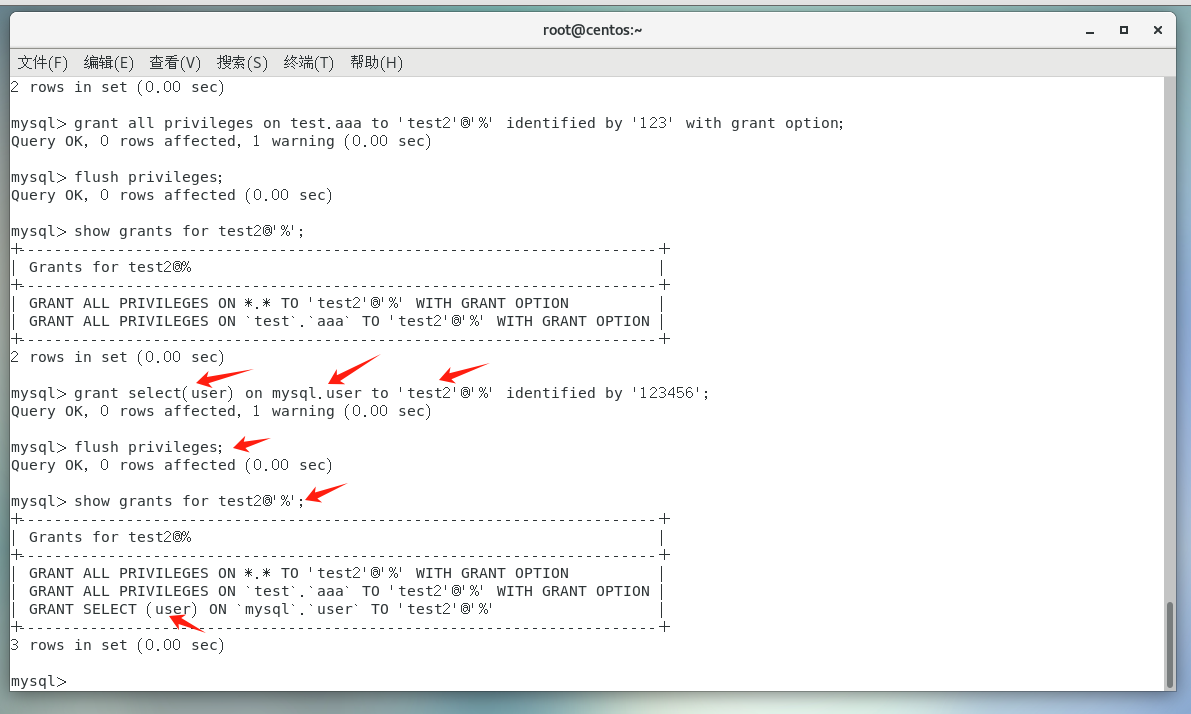 root@centos:~
文件(F) 编辑(E) 查看(V) 搜索(S) 终端(T) 帮助(H)
2 rows in set (0.00 sec)
mysql> grant all privileges on test.aaa to 'test2'@'%' identified by '123' with grant option;
Query OK, 0 rows affected, 1 warning (0.00 sec)
mysql> flush privileges;
Query OK, 0 rows affected (0.00 sec)
mysql> show grants for test2@'%';
+-----------------------------------------------------------------------+
| Grants for test2@%                                                    |
+-----------------------------------------------------------------------+
| GRANT ALL PRIVILEGES ON *.* TO 'test2'@'%' WITH GRANT OPTION          |
| GRANT ALL PRIVILEGES ON `test`.`aaa` TO 'test2'@'%' WITH GRANT OPTION |
+-----------------------------------------------------------------------+
2 rows in set (0.00 sec)
mysql> grant select(user) on mysql.user to 'test2'@'%' identified by '123456';
Query OK, 0 rows affected, 1 warning (0.00 sec)
mysql> flush privileges;
Query OK, 0 rows affected (0.00 sec)
mysql> show grants for test2@'%';
+-----------------------------------------------------------------------+
| Grants for test2@%                                                    |
+-----------------------------------------------------------------------+
| GRANT ALL PRIVILEGES ON *.* TO 'test2'@'%' WITH GRANT OPTION          |
| GRANT ALL PRIVILEGES ON `test`.`aaa` TO 'test2'@'%' WITH GRANT OPTION |
| GRANT SELECT (user) ON `mysql`.`user` TO 'test2'@'%'                  |
+-----------------------------------------------------------------------+
3 rows in set (0.00 sec)
mysql>